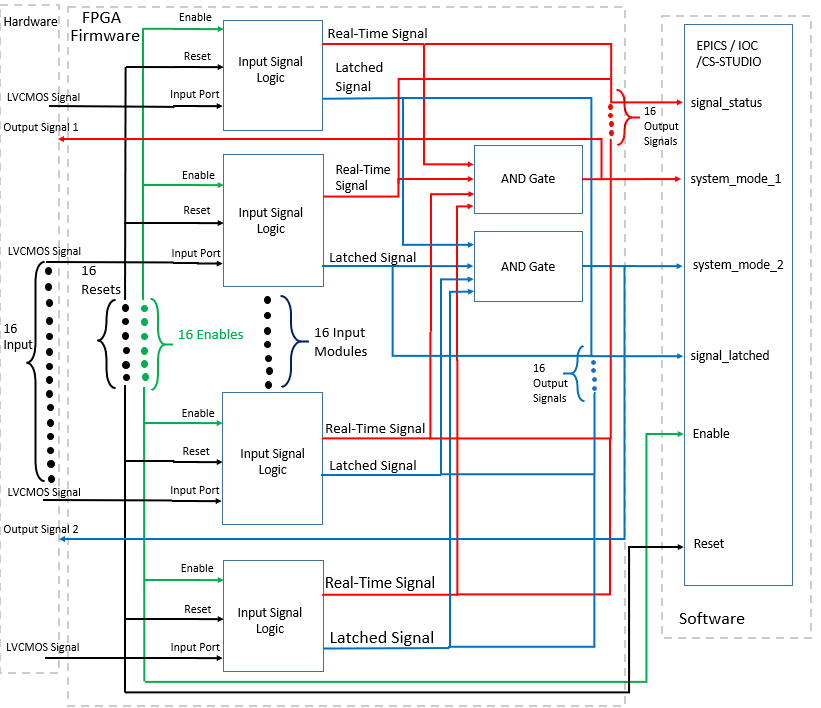 Hardware
FPGA
Firmware
Enable
Reset
LVCMOS Signal
Input Port
Input Signal
Logic
Real-Time Signal
Latched
Signal
Output Signal 1
EPICS / IOC
/CS-STUDIO
signal_status
16
Output
Signals
Enable
Reset
LVCMOS Signal
Input Port
Input Signal
Logic
Real-Time
Signal
Latched Signal
AND Gate
system_mode_1
AND Gate
system_mode_2
16
Resets
16
Input
16 Enables
16 Input
Modules
signal_latched
16
Output
Signals
Enable
Reset
LVCMOS Signal
Input Port
Input Signal
Logic
Real-Time Signal
Latched Signal
Enable
Output Signal 2
Reset
Enable
Reset
LVCMOS Signal
Input Port
Input Signal
Logic
Real-Time Signal
Latched Signal
Software